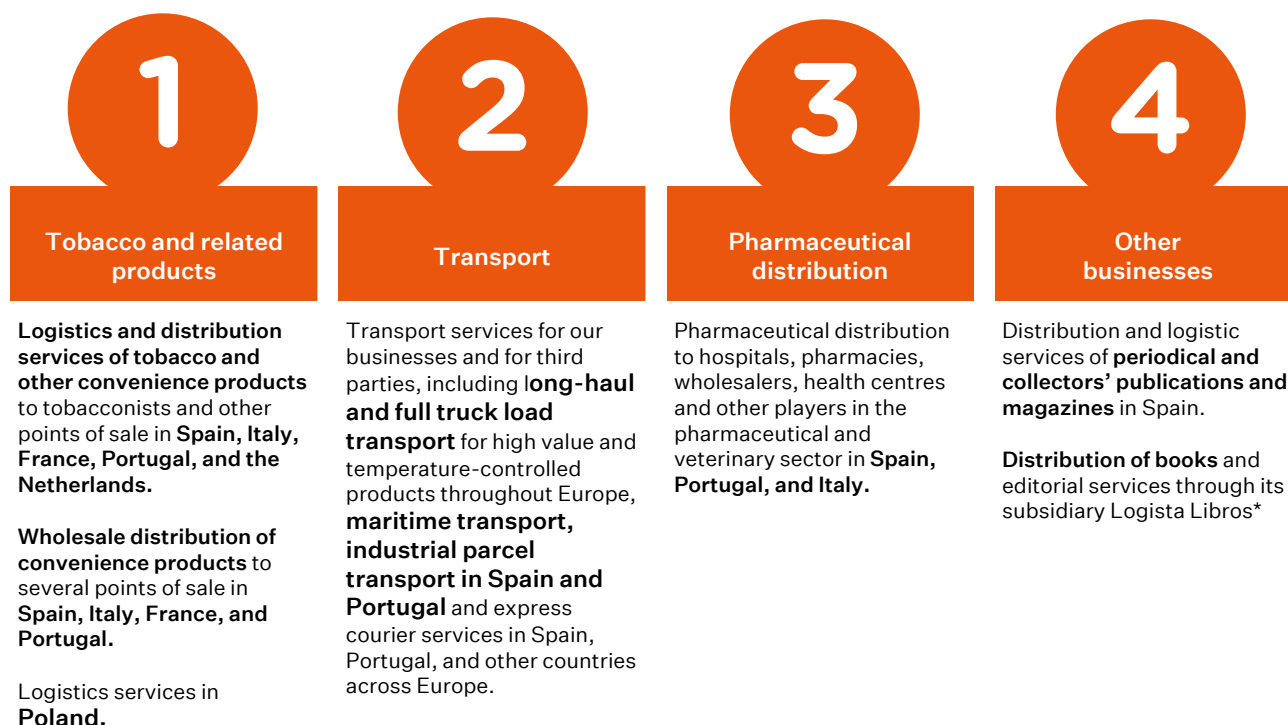 1
Tobacco and related
products
Logistics and distribution
services of tobacco and
other convenience products
to tobacconists and other
points of sale in Spain, Italy,
France, Portugal, and the
Netherlands.
Wholesale distribution of
convenience products to
several points of sale in
Spain, Italy, France, and
Portugal.
Logistics services in
Poland.
2
Transport
Transport services for our
businesses and for third
parties, including long-haul
and full truck load
transport for high value and
temperature-controlled
products throughout Europe,
maritime transport,
industrial parcel
transport in Spain and
Portugal and express
courier services in Spain,
Portugal, and other countries
across Europe.
3
Pharmaceutical
distribution
Pharmaceutical distribution
to hospitals, pharmacies,
wholesalers, health centres
and other players in the
pharmaceutical and
veterinary sector in Spain,
Portugal, and Italy.
4
Other
businesses
Distribution and logistic
services of periodical and
collectors’ publications and
magazines in Spain.
Distribution of books and
editorial services through its
subsidiary Logista Libros*